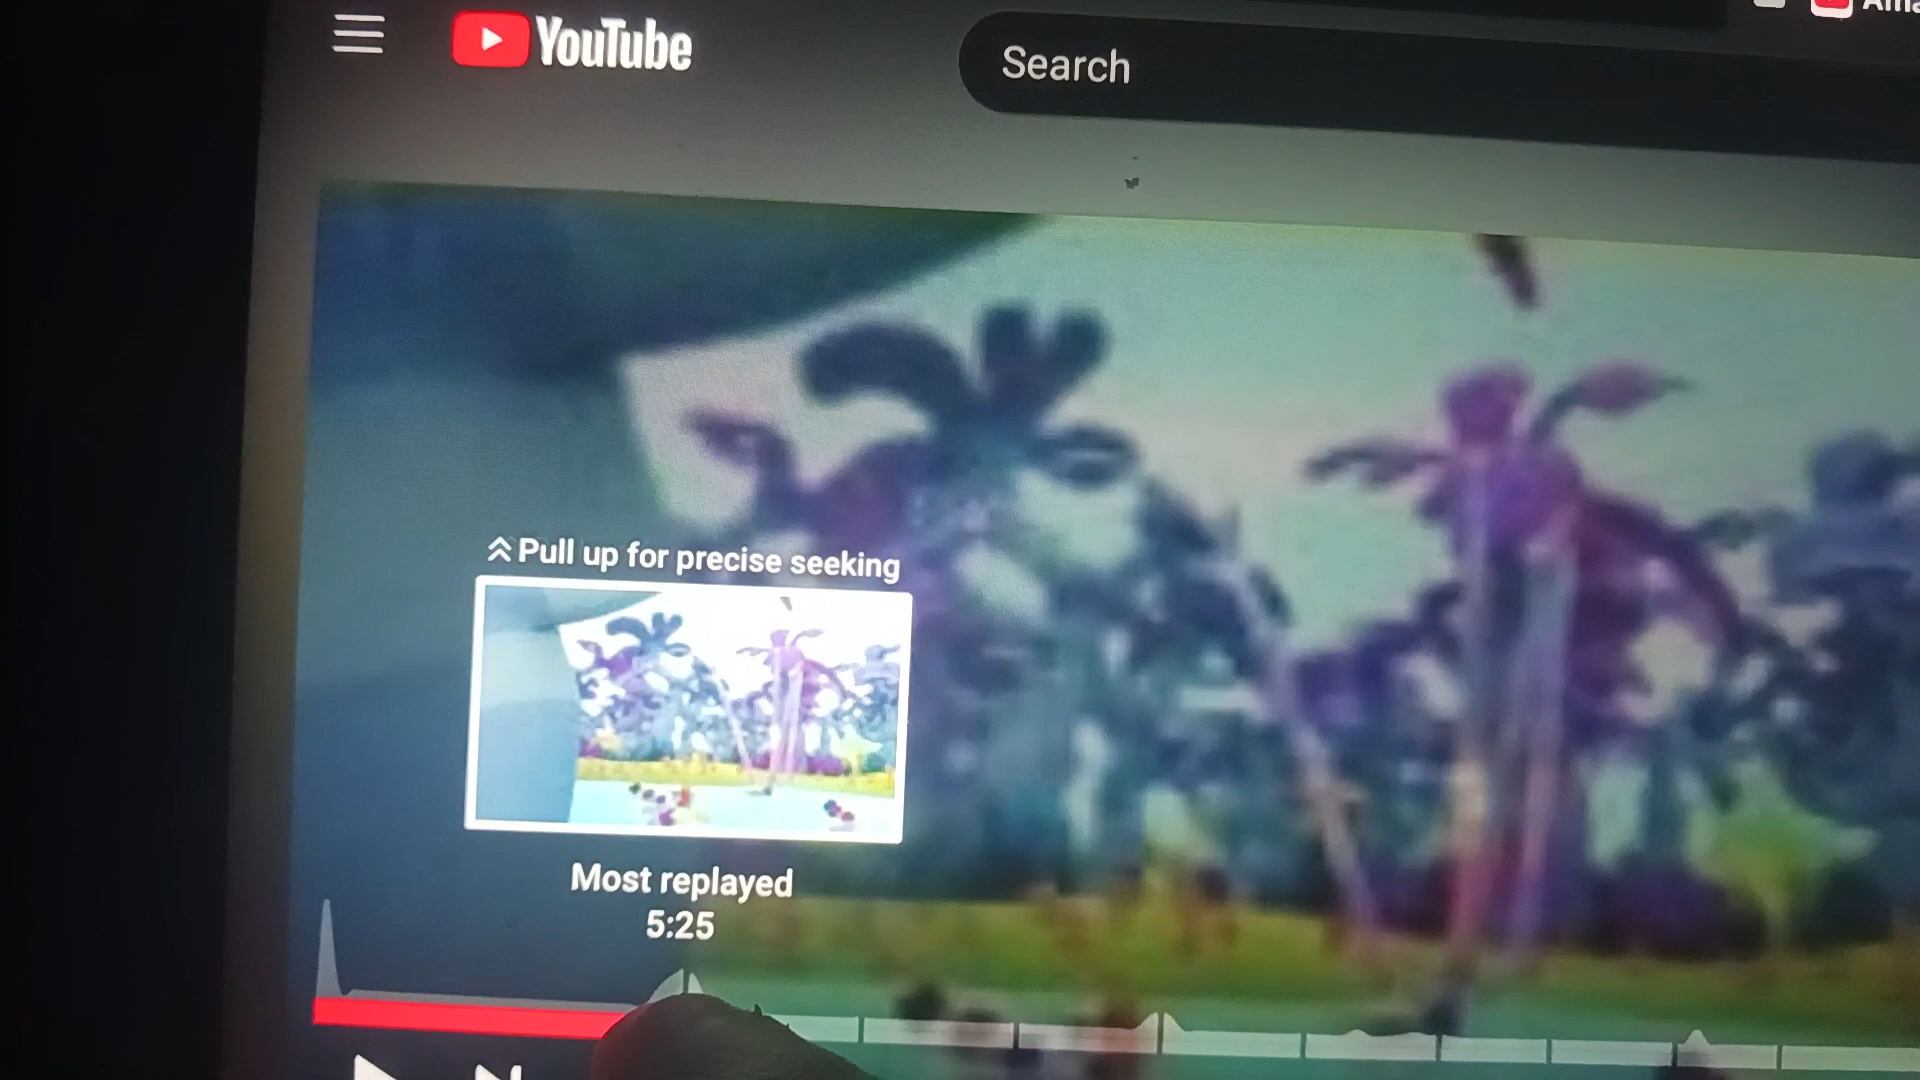 YouTube
Search
Pull up for precise seeking
Most replayed
5:25